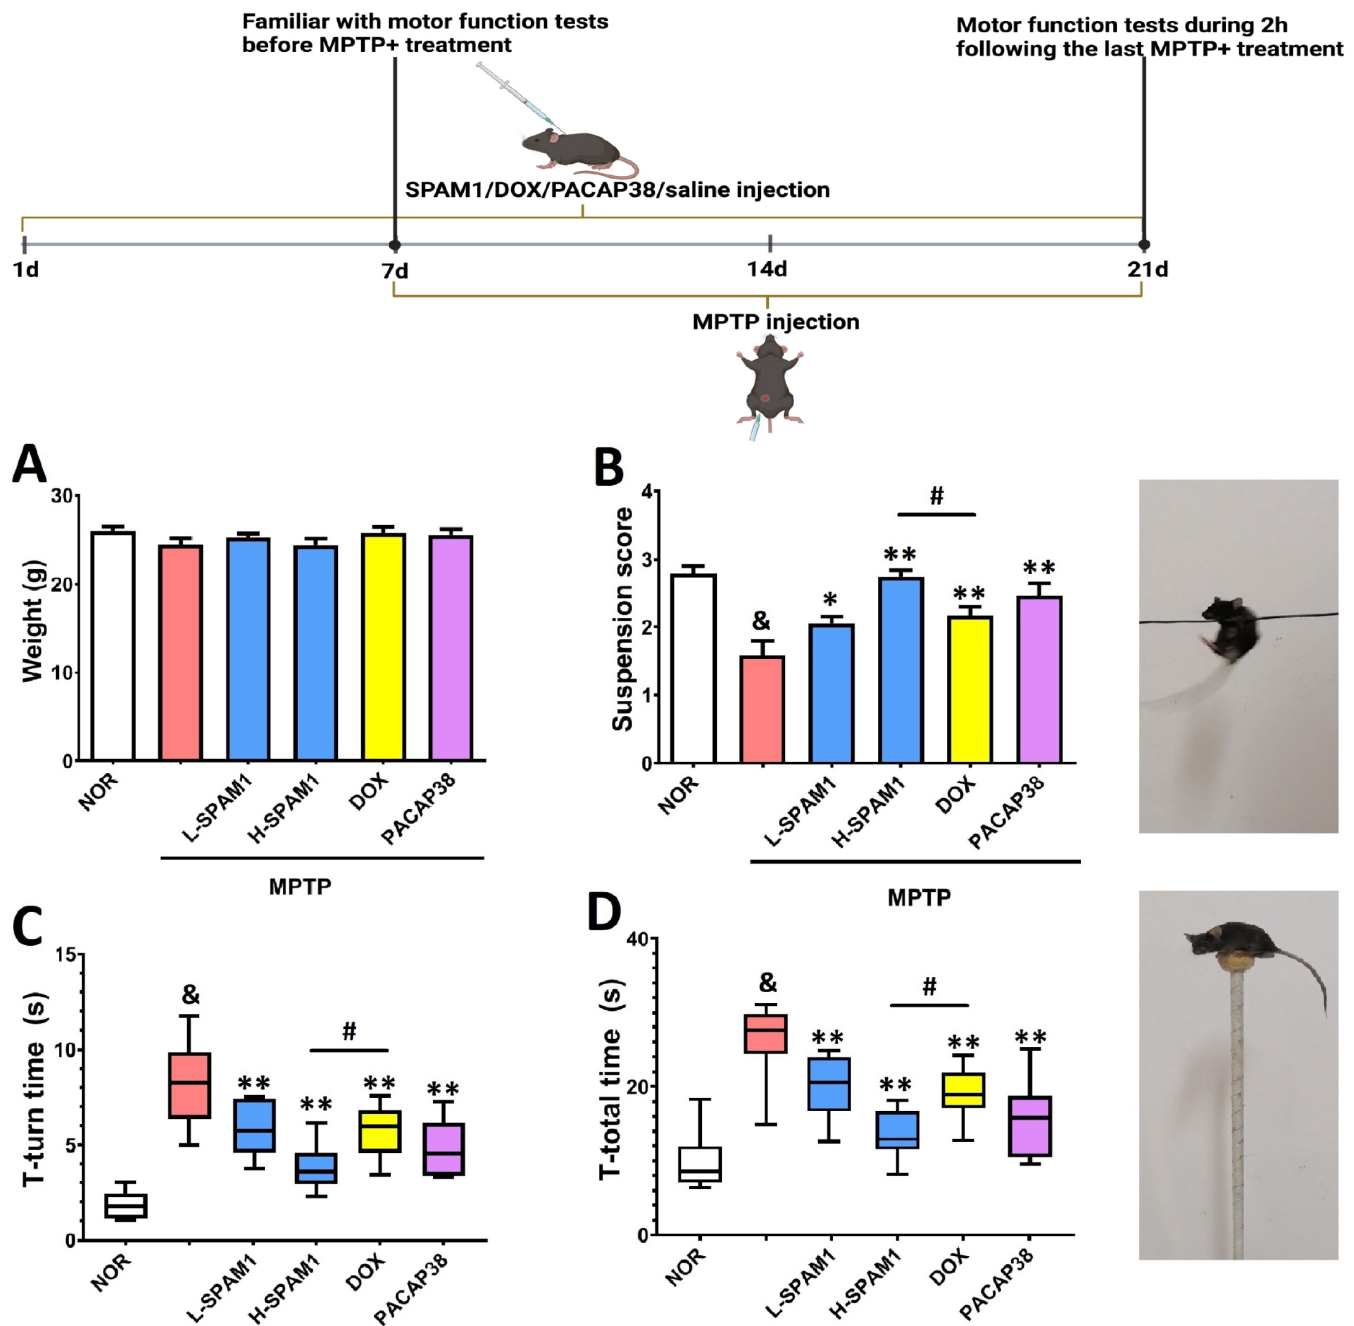 Familiar with motor function tests
before MPTP+ treatment
Motor function tests during 2h
following the last MPTP+ treatment
SPAM1/DOX/PACAP38/saline injection
1d
7d
14d
21d
MPTP injection
A
30
20
10
0
Weight (g)
NOR
L-SPAM1
H-SPAM1
DOX
PACAP38
MPTP
B
4
3
2
1
0
Suspension score
&
*
**
**
**
#
NOR
L-SPAM1
H-SPAM1
DOX
PACAP38
MPTP
C
15
10
5
0
T-turn time (s)
&
**
**
**
**
#
NOR
L-SPAM1
H-SPAM1
DOX
PACAP38
D
40
20
0
T-total time (s)
&
**
**
**
**
#
NOR
L-SPAM1
H-SPAM1
DOX
PACAP38